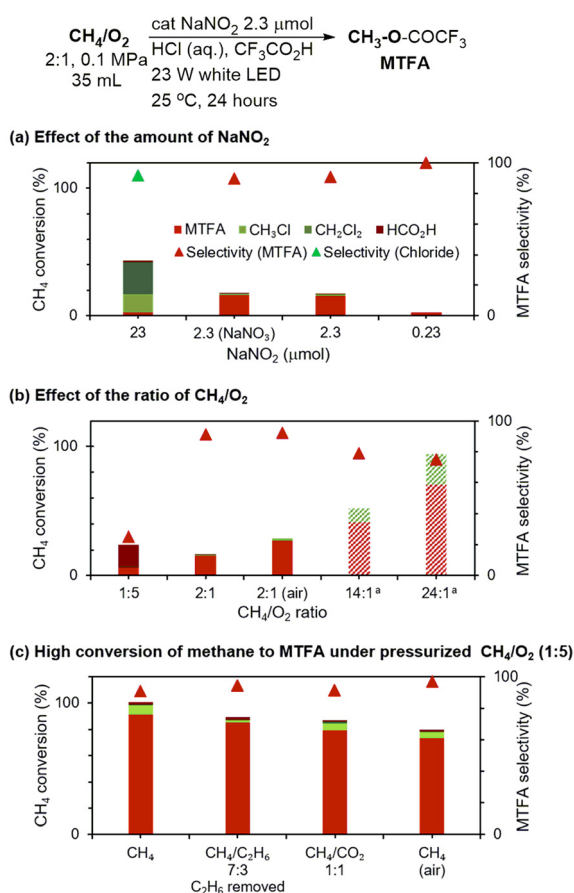 CH₄/O₂
2:1, 0.1 MPa
35 mL
cat NaNO₂ 2.3 μmol
HCl (aq.), CF₃CO₂H
23 W white LED
25 °C, 24 hours
CH₃-O-COCF₃
MTFA
(a) Effect of the amount of NaNO₂
CH₄ conversion (%)
100
0
MTFA CH₃Cl CH₂Cl₂ HCO₂H
Selectivity (MTFA) Selectivity (Chloride)
100
0
MTFA selectivity (%)
23 2.3 (NaNO₃) 2.3 0.23
NaNO₂ (μmol)
(b) Effect of the ratio of CH₄/O₂
CH₄ conversion (%)
100
0
100
0
MTFA selectivity (%)
1:5 2:1 2:1 (air) 14:1ᵃ 24:1ᵃ
CH₄/O₂ ratio
(c) High conversion of methane to MTFA under pressurized CH₄/O₂ (1:5)
CH₄ conversion (%)
100
0
100
0
MTFA selectivity (%)
CH₄ CH₄/C₂H₆ CH₄/CO₂ CH₄
7:3 1:1 (air)
C₂H₆ removed